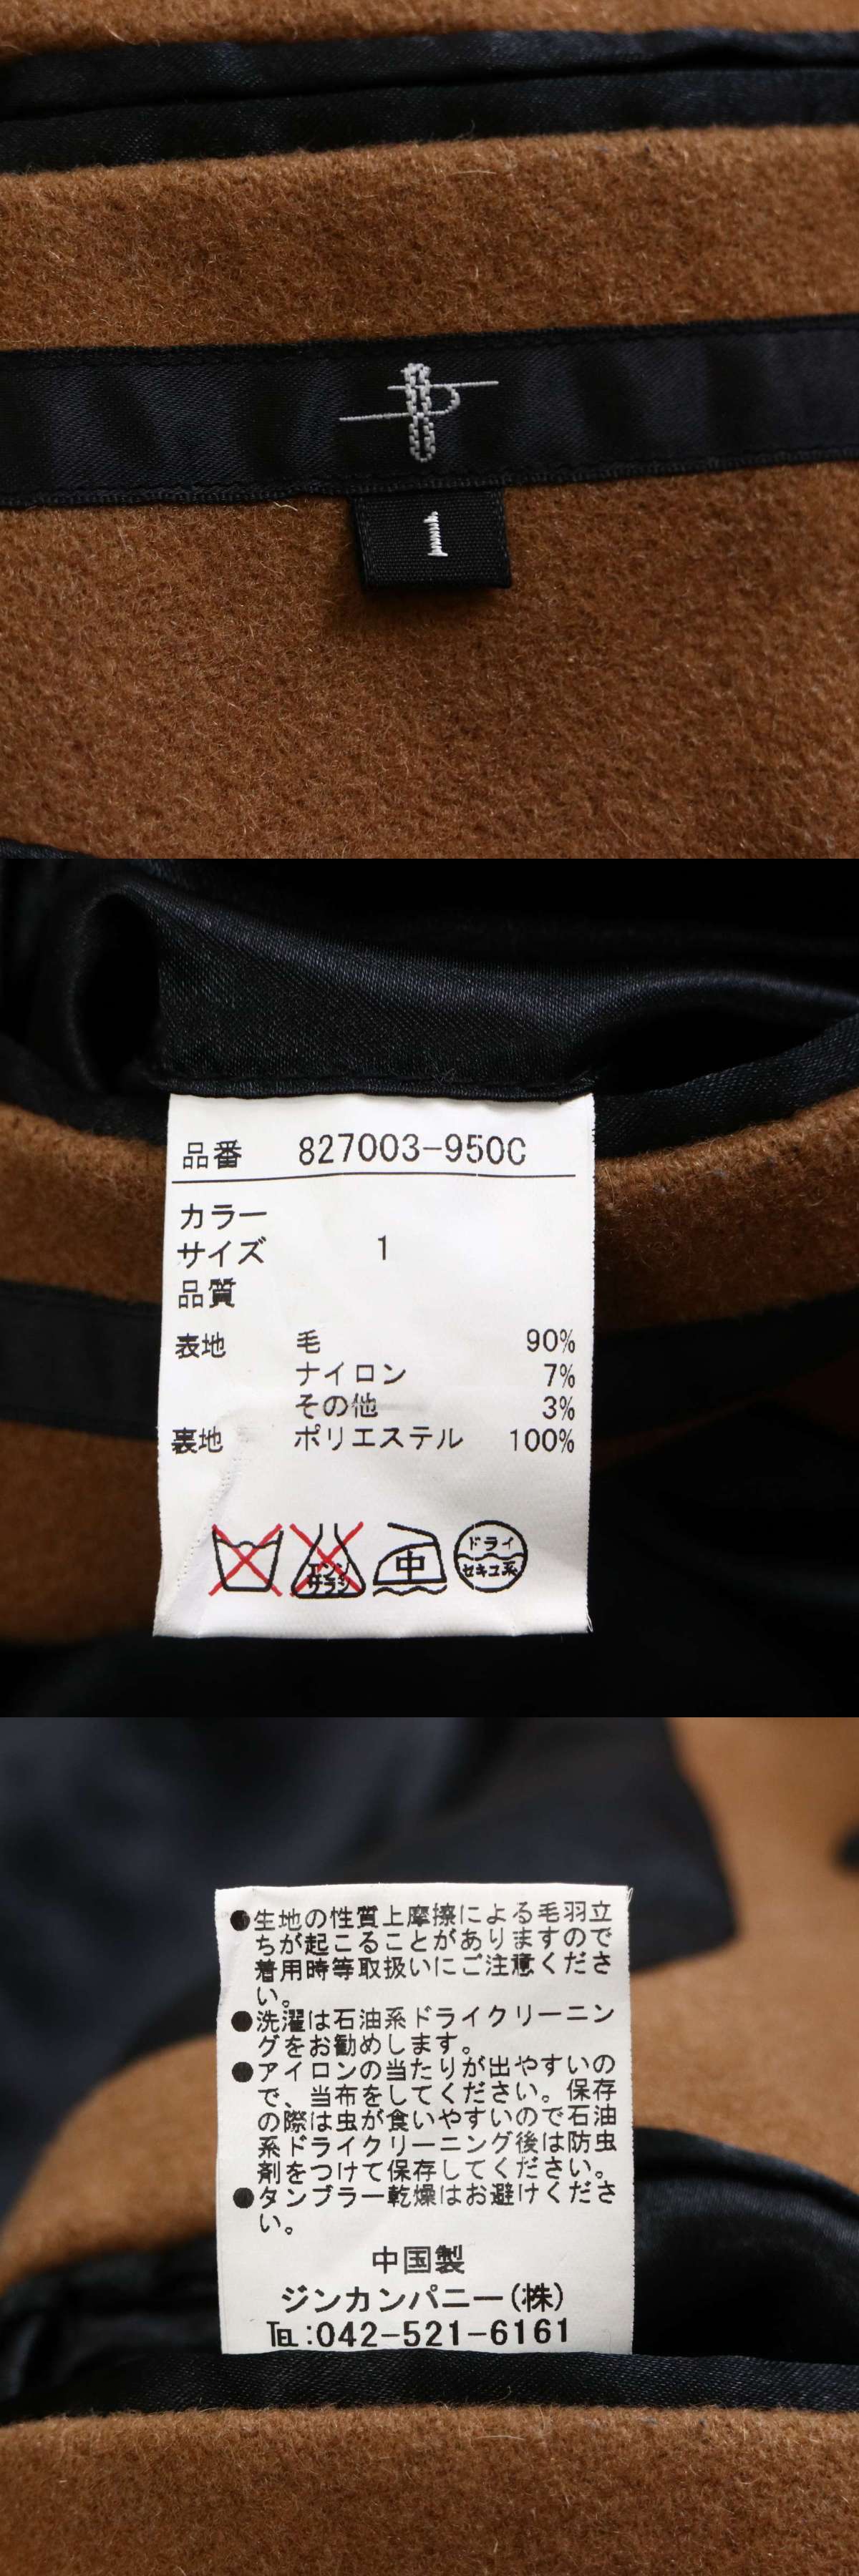 1
品番 827003-950C
カラー
サイズ 1
品質
表地 毛 90%
ナイロン 7%
その他 3%
裏地 ポリエステル 100%
エンソサラシ 中 ドライ
セキユ系
●生地の性質上摩擦による毛羽立
ちが起こることがありますので
着用時等取扱いにご注意くださ
い。
●洗濯は石油系ドライクリーニン
グをお勧めします。
●アイロンの当たりが出やすいの
で、当布をしてください。保存
の際は虫が食いやすいので石油
系ドライクリーニング後は防虫
剤をつけて保存してください。
●タンブラー乾燥はお避けくださ
い。
中国製
ジンカンパニー(株)
℡:042-521-6161